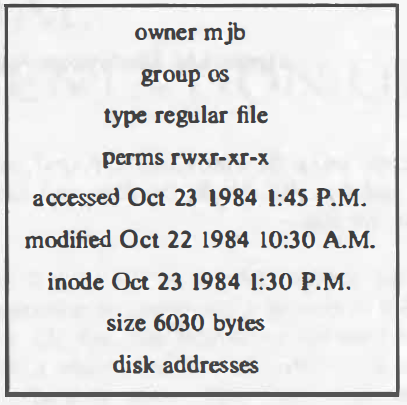 owner mjb
group os
type regular file
perms rwxr-xr-x
accessed Oct 23 1984 1:45 P.M.
modified Oct 22 1984 10:30 A.M.
inode Oct 23 1984 1:30 P.M.
size 6030 bytes
disk addresses